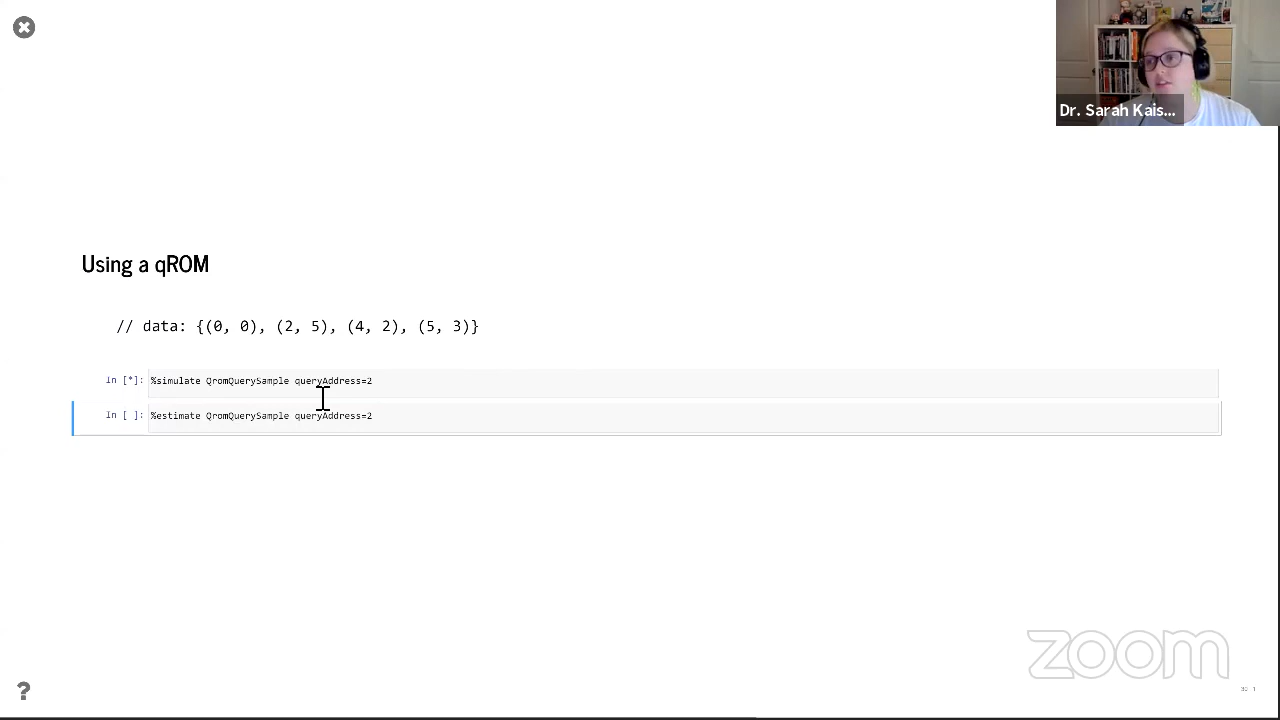 Dr. Sarah Kais...
Using a qROM
// data: {(0, 0), (2, 5), (4, 2), (5, 3)}
In [*]: %simulate QromQuerySample queryAddress=2
In [ ]: %estimate QromQuerySample queryAddress=2
zoom
?